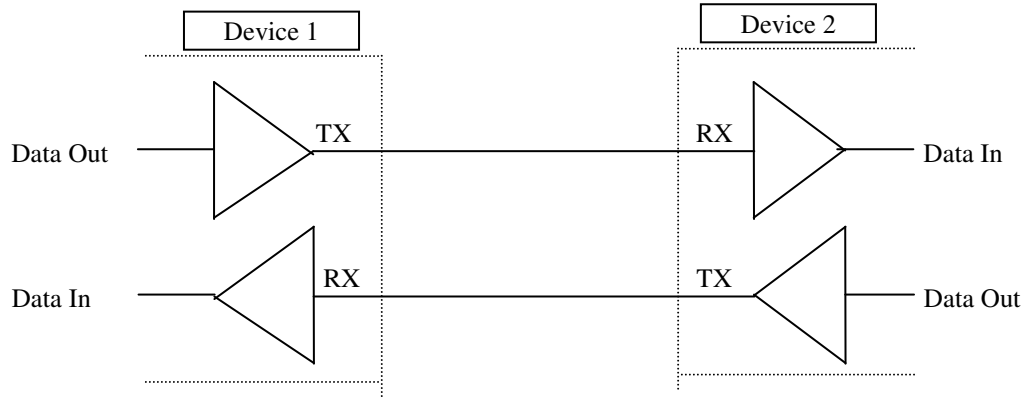 Device 1
Device 2
Data Out
TX
RX
Data In
Data In
RX
TX
Data Out